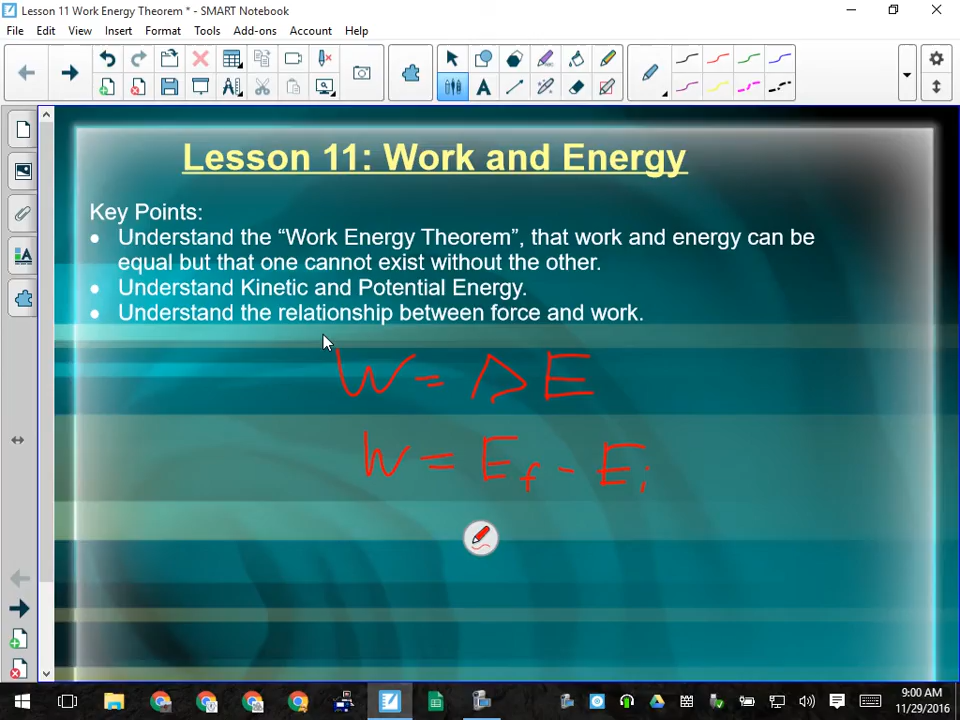 Lesson 11 Work Energy Theorem * - SMART Notebook
File Edit View Insert Format Tools Add-ons Account Help
Lesson 11: Work and Energy
Key Points:
• Understand the “Work Energy Theorem”, that work and energy can be
equal but that one cannot exist without the other.
• Understand Kinetic and Potential Energy.
• Understand the relationship between force and work.
W = ΔE
W = Ef - Ei
9:00 AM
11/29/2016